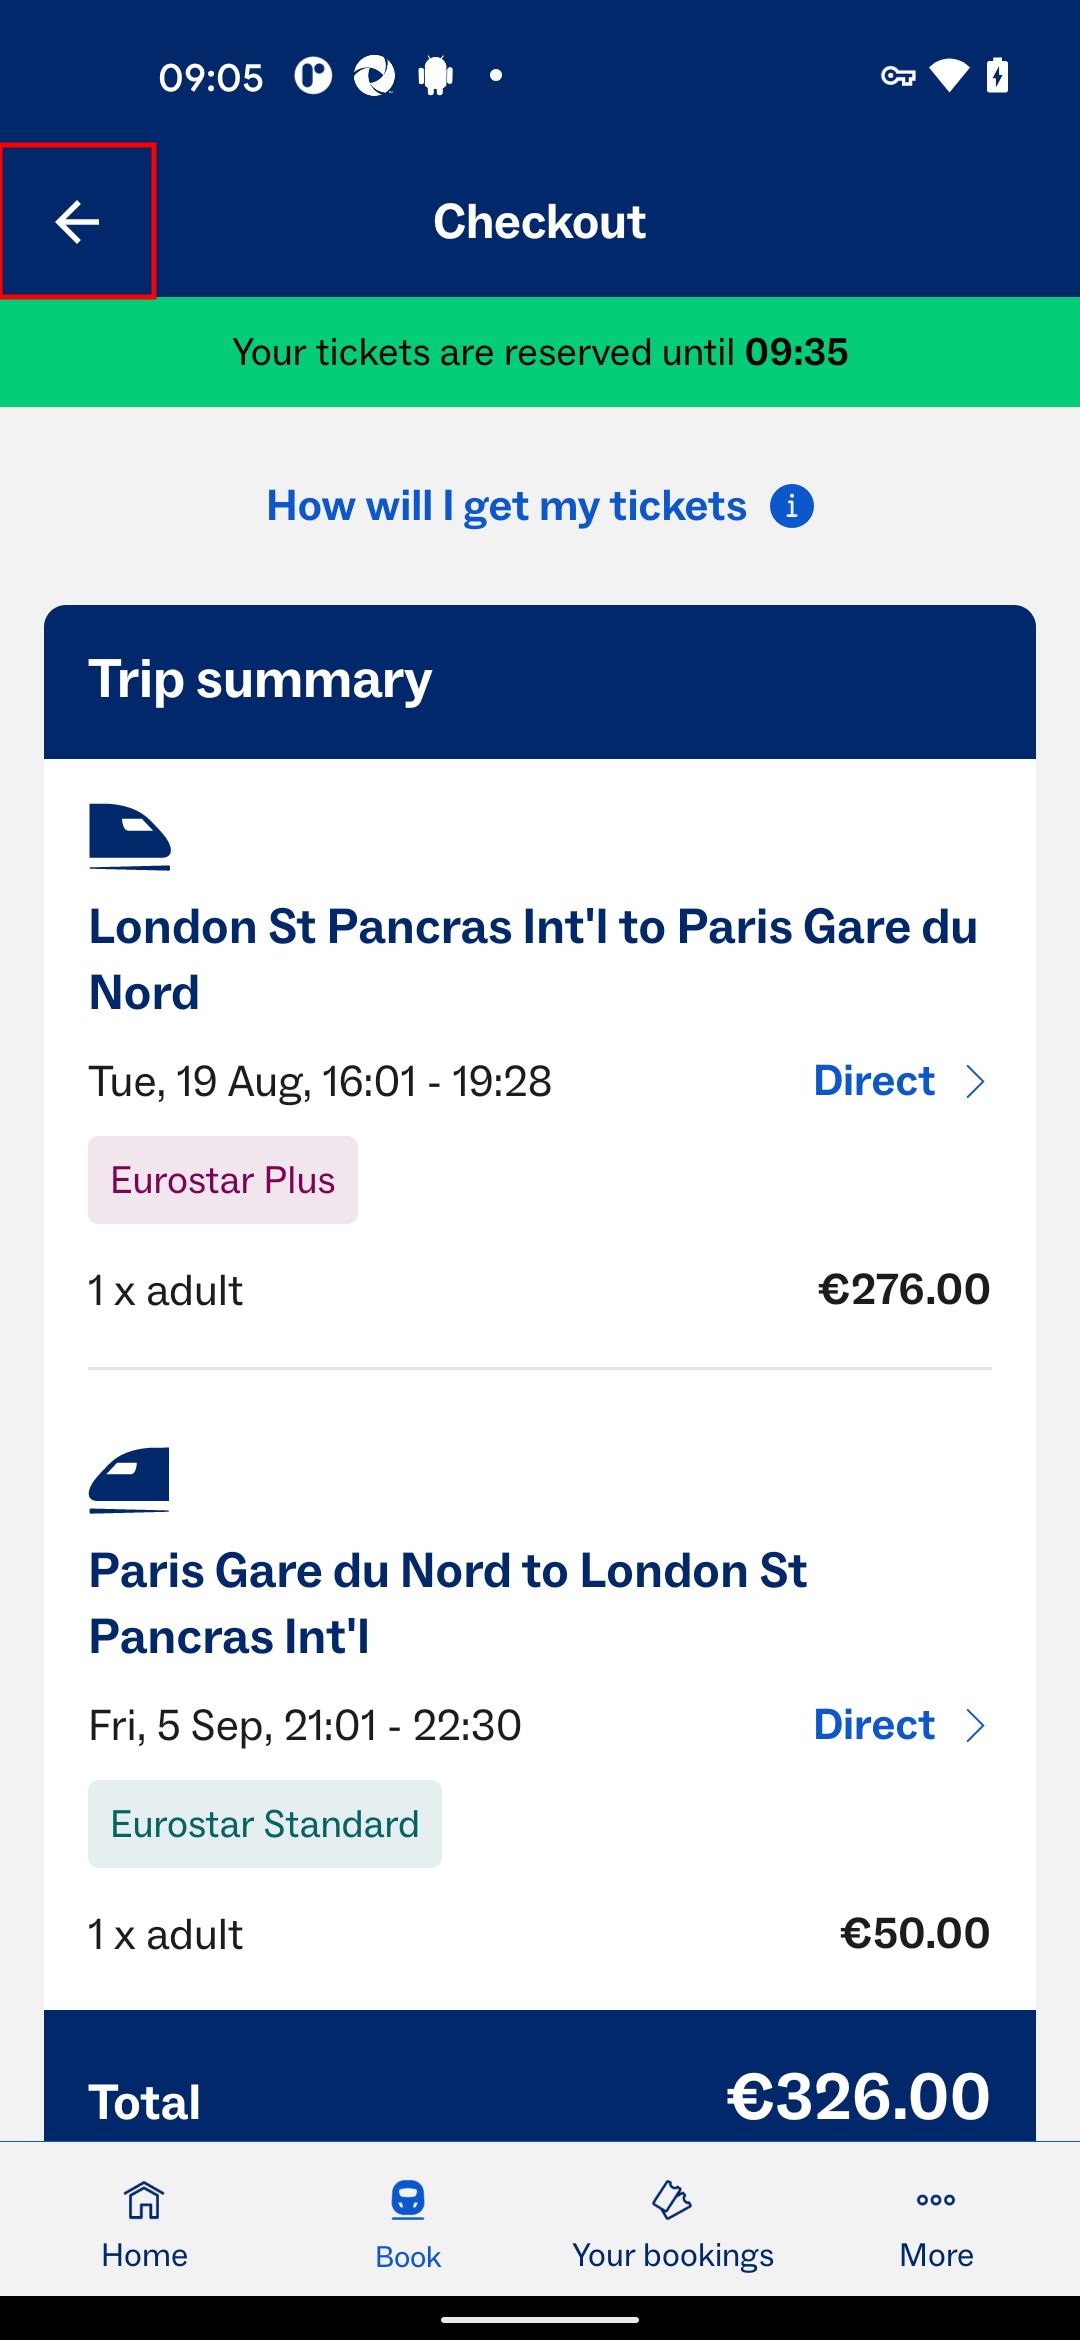 09:05
Checkout
Your tickets are reserved until 09:35
How will I get my tickets
Trip summary
London St Pancras Int'l to Paris Gare du
Nord
Tue, 19 Aug, 16:01 - 19:28
Direct
Eurostar Plus
1 x adult
€276.00
Paris Gare du Nord to London St
Pancras Int'l
Fri, 5 Sep, 21:01 - 22:30
Direct
Eurostar Standard
1 x adult
€50.00
Total
€326.00
Home
Book
Your bookings
More